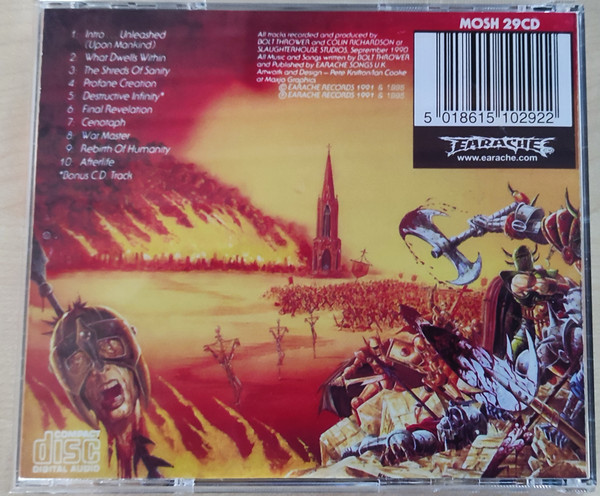 MOSH 29CD
1 Intro Unleashed
(Upon Mankind)
2 What Dwells Within
3 The Shreds Of Sanity
4 Profane Creation
5 Destructive Infinity*
6 Final Revelation
7 Cenotaph
8 War Master
9 Rebirth Of Humanity
10 Afterlife
*Bonus C.D. Track
All tracks recorded and produced by
BOLT THROWER and COLIN RICHARDSON at
SLAUGHTERHOUSE STUDIOS, September 1990
All Music and Songs written by BOLT THROWER
and Published by EARACHE SONGS U.K.
Artwork and Design - Pete Knifton/Ian Cooke
at Maxis Graphics
© EARACHE RECORDS 1991 &
℗ EARACHE RECORDS 1991 &
5 018615 102922
EARACHE
www.earache.com
COMPACT
disc
DIGITAL AUDIO